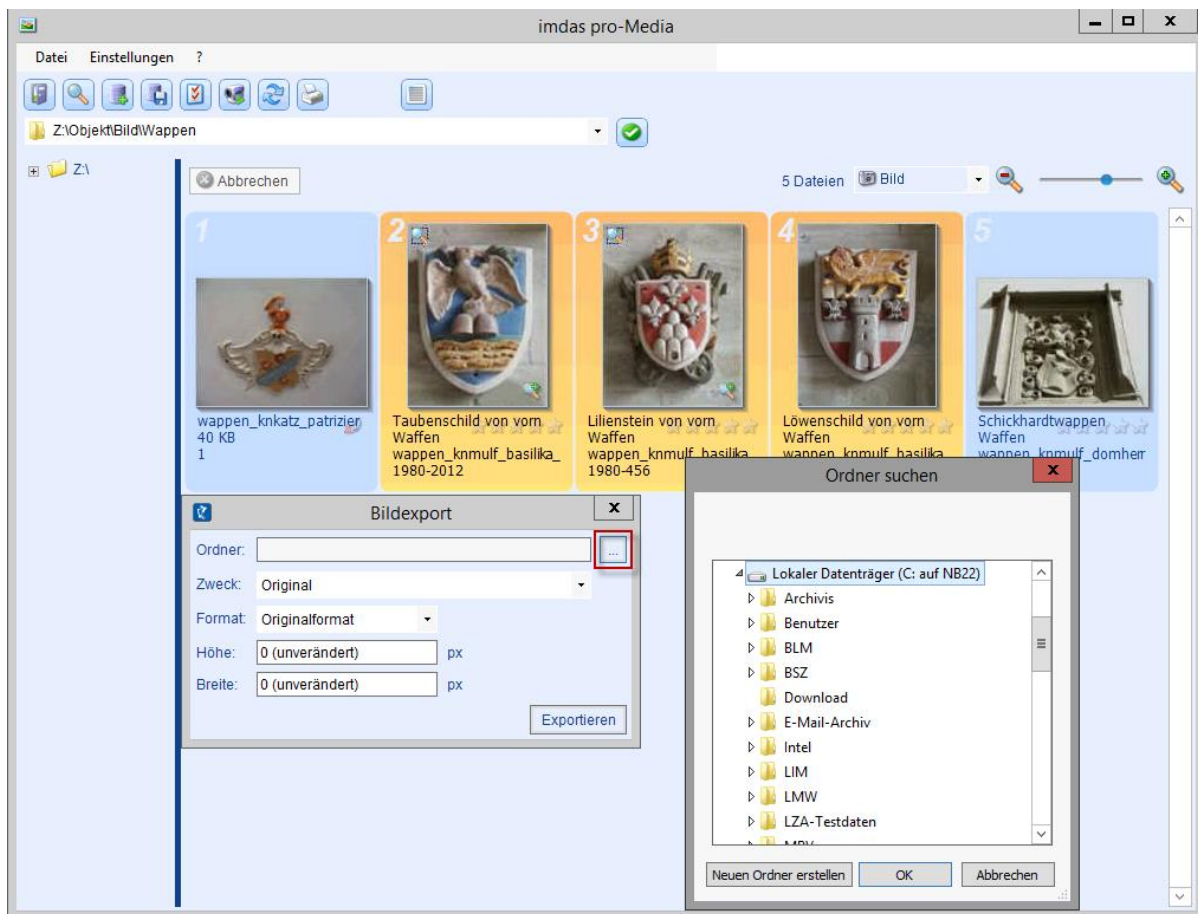 imdas pro-Media
Datei Einstellungen ?
Z:\Objekt\Bild\Wappen
Z:\
Abbrechen
5 Dateien
Bild
1
wappen_knkatz_patrizier
40 KB
1
2
Taubenschild von vorn
Waffen
wappen_knmulf_basilika_
1980-2012
3
Lilienstein von vorn
Waffen
wappen_knmulf_basilika
1980-456
4
Löwenschild von vorn
Waffen
wappen_knmulf_basilika
5
Schickhardtwappen
Waffen
wappen_knmulf_domherr
Bildexport
Ordner: ...
Zweck: Original
Format: Originalformat
Höhe: 0 (unverändert) px
Breite: 0 (unverändert) px
Exportieren
Ordner suchen
Lokaler Datenträger (C: auf NB22)
Archivis
Benutzer
BLM
BSZ
Download
E-Mail-Archiv
Intel
LIM
LMW
LZA-Testdaten
Neuen Ordner erstellen OK Abbrechen